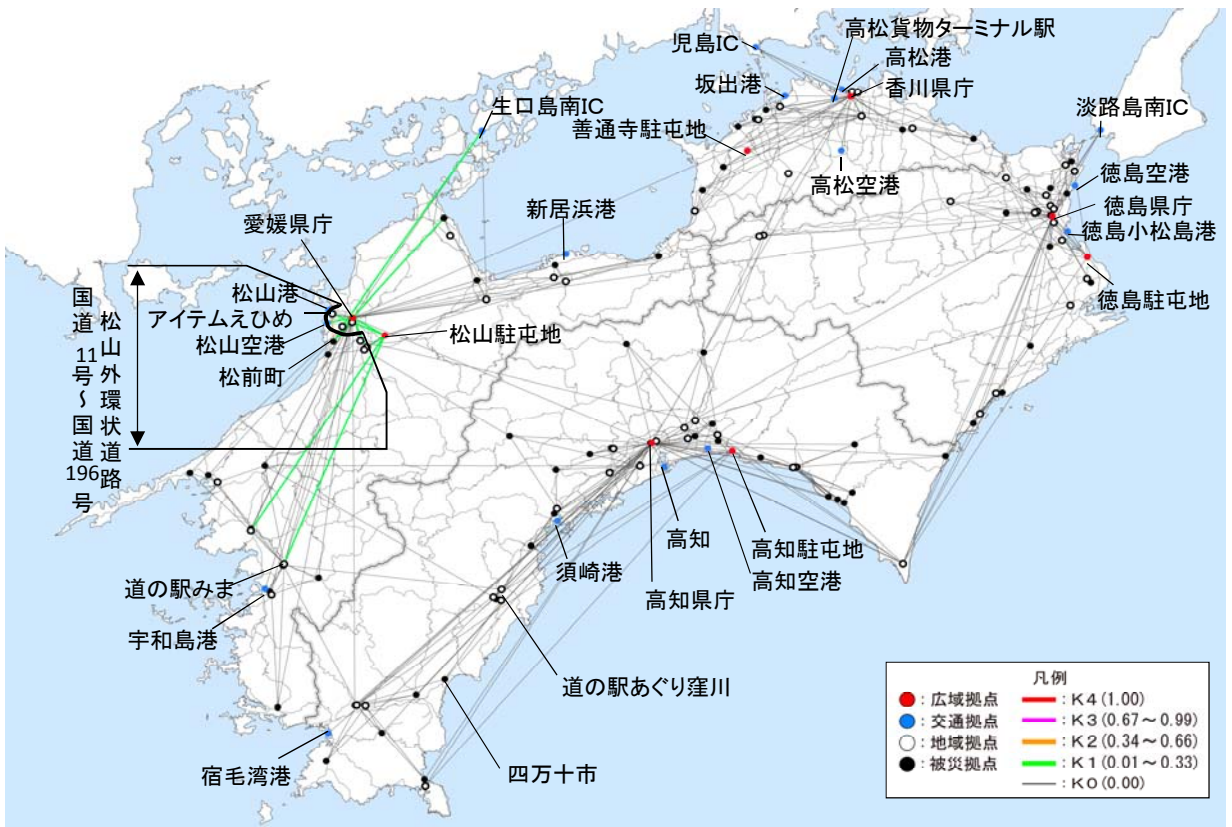 高松貨物ターミナル駅
児島IC
高松港
坂出港
香川県庁
生口島南IC
淡路島南IC
善通寺駐屯地
高松空港
徳島空港
新居浜港
徳島県庁
愛媛県庁
徳島小松島港
松山港
徳島駐屯地
アイテムえひめ
松山駐屯地
松山空港
松前町
松山外環状道路
国道11号～国道196号
高知
高知駐屯地
須崎港
高知空港
道の駅みま
高知県庁
宇和島港
道の駅あぐり窪川
宿毛湾港
四万十市
凡例
：広域拠点 ：K4(1.00)
：交通拠点 ：K3(0.67～0.99)
：地域拠点 ：K2(0.34～0.66)
：被災拠点 ：K1(0.01～0.33)
：K0(0.00)